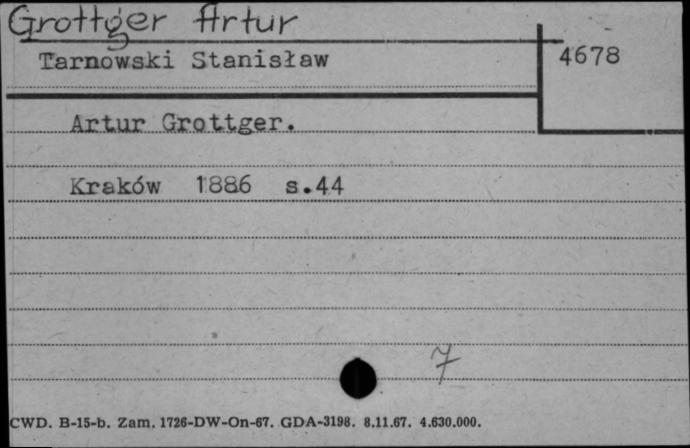 Grottger Artur
Tarnowski Stanisław
4678
Artur Grottger.
Kraków 1886 s.44
7
CWD. B-15-b. Zam. 1726-DW-On-67. GDA-3198. 8.11.67. 4.630.000.